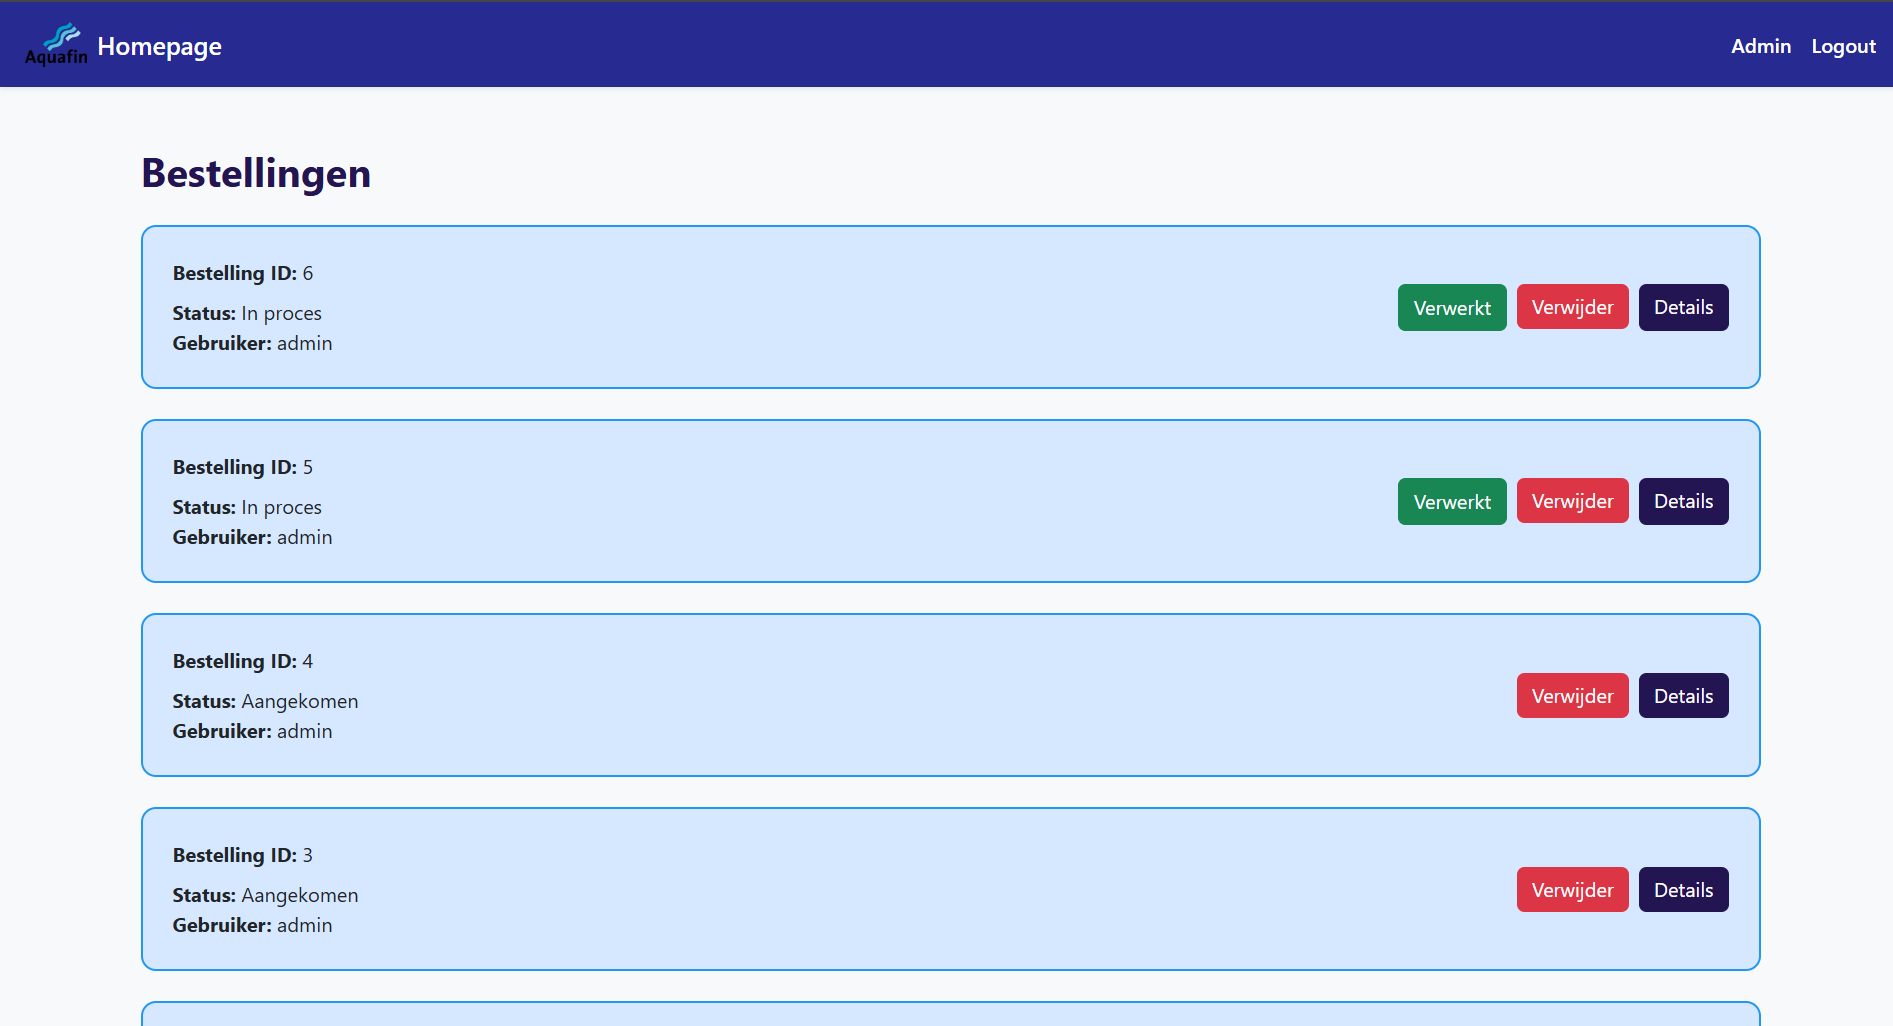 Aquafin Homepage Admin Logout
Bestellingen
Bestelling ID: 6
Status: In proces
Gebruiker: admin
Verwerkt Verwijder Details
Bestelling ID: 5
Status: In proces
Gebruiker: admin
Verwerkt Verwijder Details
Bestelling ID: 4
Status: Aangekomen
Gebruiker: admin
Verwijder Details
Bestelling ID: 3
Status: Aangekomen
Gebruiker: admin
Verwijder Details